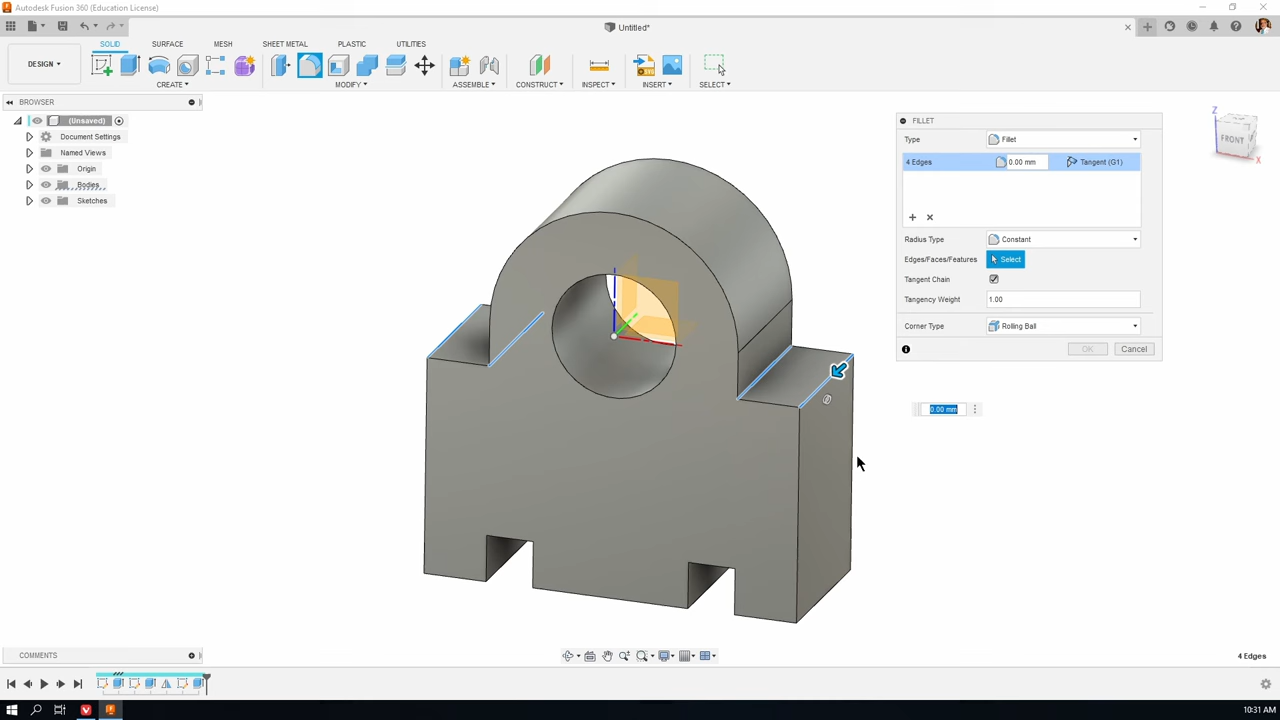 Autodesk Fusion 360 (Education License)
Untitled*
SOLID SURFACE MESH SHEET METAL PLASTIC UTILITIES
DESIGN
CREATE MODIFY ASSEMBLE CONSTRUCT INSPECT INSERT SELECT
BROWSER
(Unsaved)
Document Settings
Named Views
Origin
Bodies
Sketches
FILLET
Type Fillet
4 Edges 0.00 mm Tangent (G1)
Radius Type Constant
Edges/Faces/Features Select
Tangent Chain
Tangency Weight 1.00
Corner Type Rolling Ball
OK Cancel
Z
FRONT
X
0.00 mm
COMMENTS
4 Edges
10:31 AM